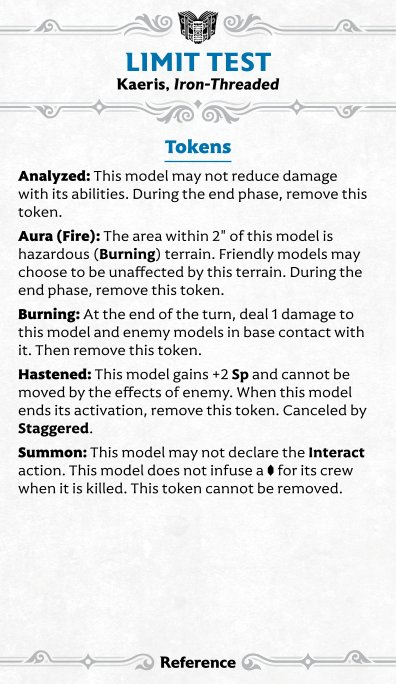 LIMIT TEST
Kaeris, Iron-Threaded
Tokens
Analyzed: This model may not reduce damage
with its abilities. During the end phase, remove this
token.
Aura (Fire): The area within 2" of this model is
hazardous (Burning) terrain. Friendly models may
choose to be unaffected by this terrain. During the
end phase, remove this token.
Burning: At the end of the turn, deal 1 damage to
this model and enemy models in base contact with
it. Then remove this token.
Hastened: This model gains +2 Sp and cannot be
moved by the effects of enemy. When this model
ends its activation, remove this token. Canceled by
Staggered.
Summon: This model may not declare the Interact
action. This model does not infuse a for its crew
when it is killed. This token cannot be removed.
Reference